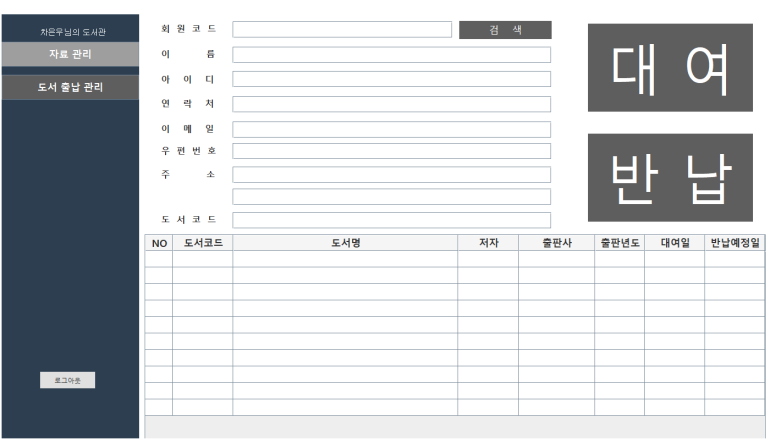 차은우님의 도서관
자료 관리
도서 출납 관리
로그아웃
회 원 코 드
검 색
이 름
아 이 디
연 락 처
이 메 일
우 편 번 호
주 소
도 서 코 드
대 여
반 납
NO 도서코드 도서명 저자 출판사 출판년도 대여일 반납예정일